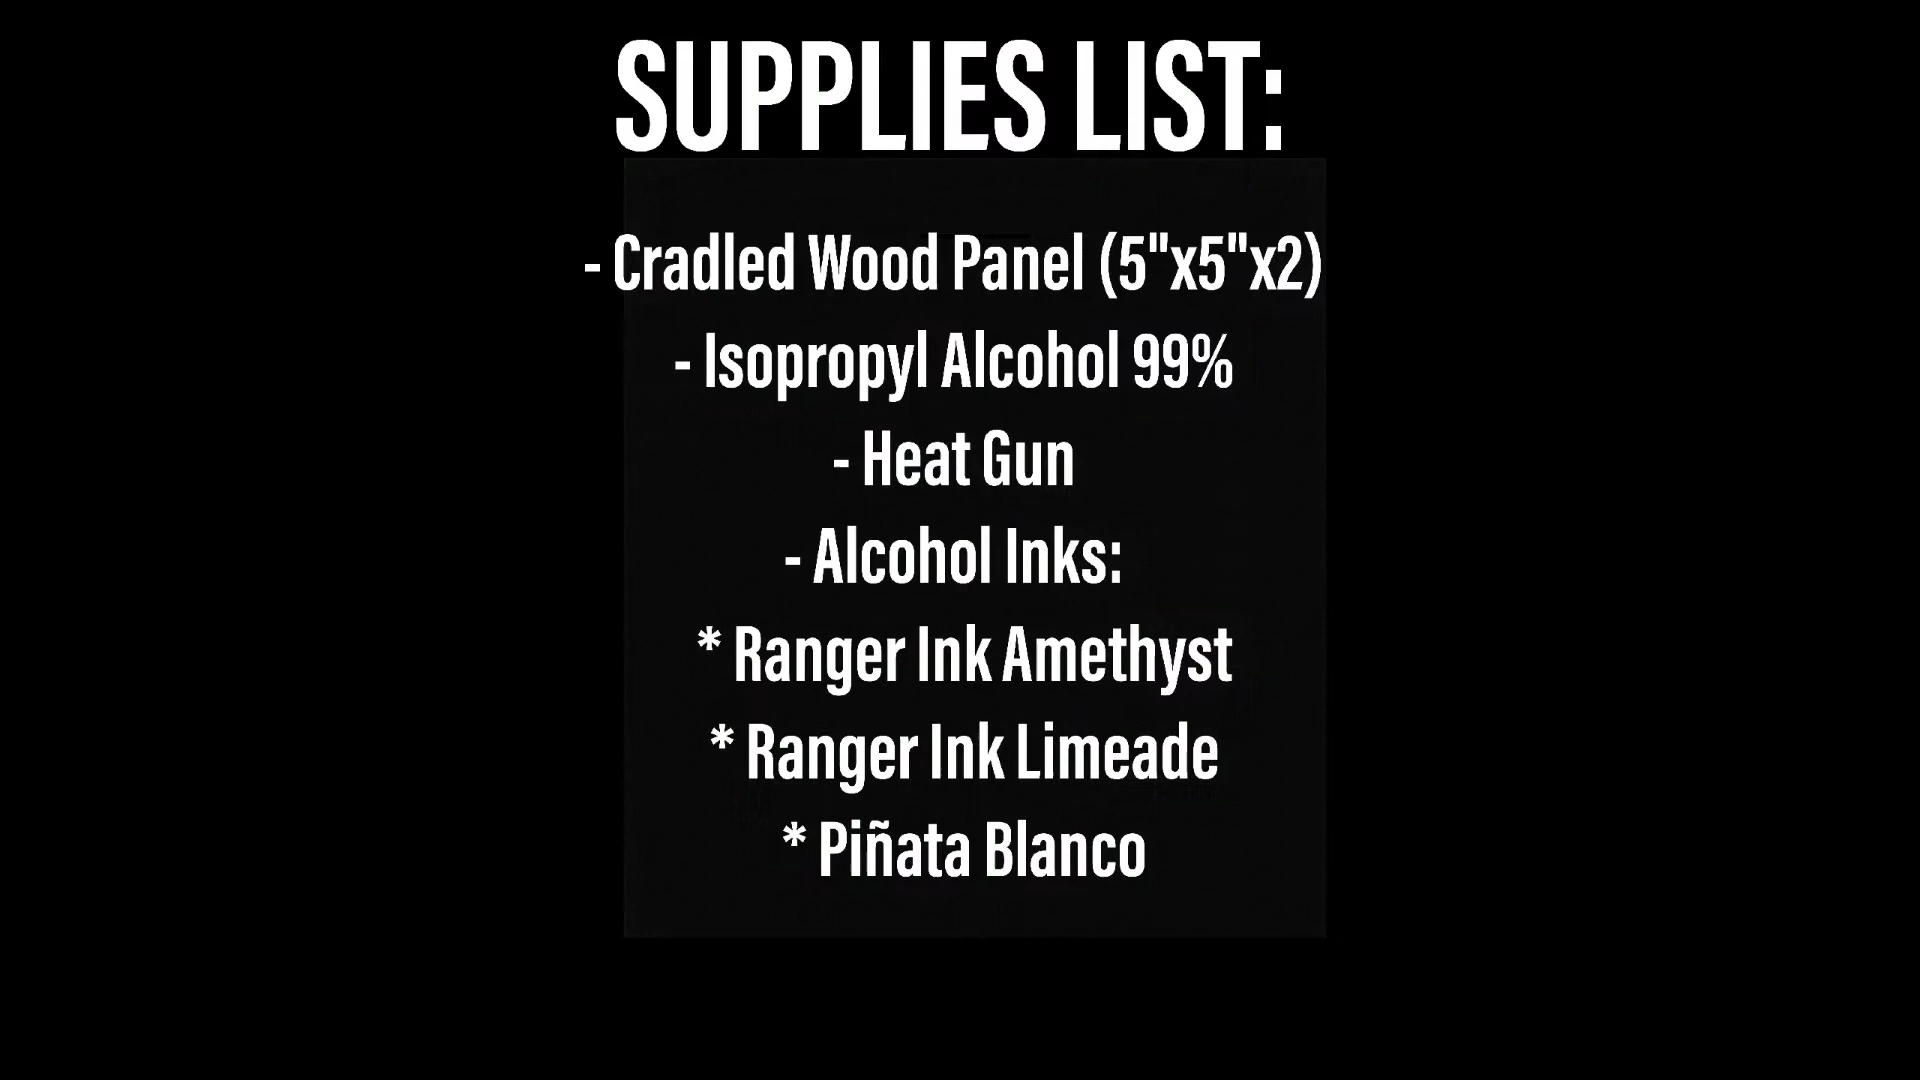 SUPPLIES LIST:
- Cradled Wood Panel (5"x5"x2)
- Isopropyl Alcohol 99%
- Heat Gun
- Alcohol Inks:
* Ranger Ink Amethyst
* Ranger Ink Limeade
* Piñata Blanco